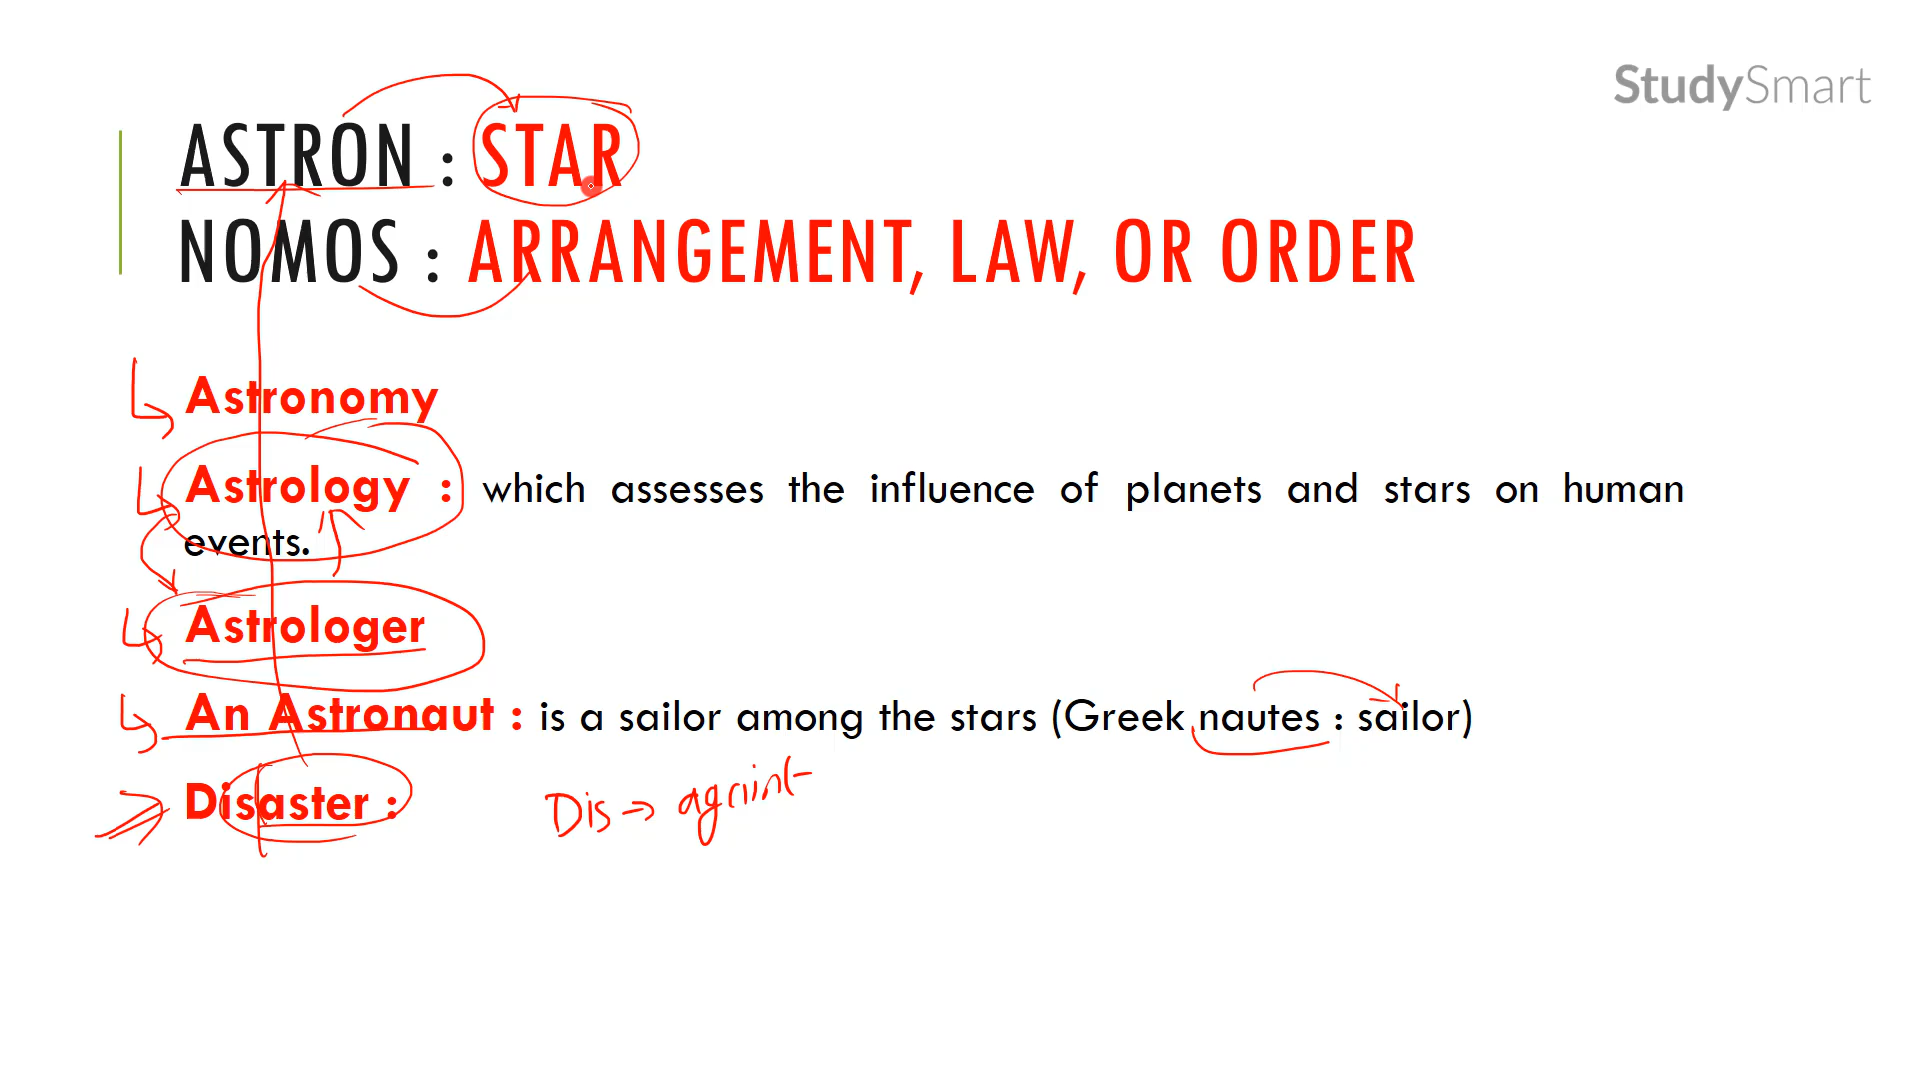 StudySmart
ASTRON : STAR
NOMOS : ARRANGEMENT, LAW, OR ORDER
Astronomy
Astrology : which assesses the influence of planets and stars on human
events.
Astrologer
An Astronaut : is a sailor among the stars (Greek nautes : sailor)
Disaster :
Dis →